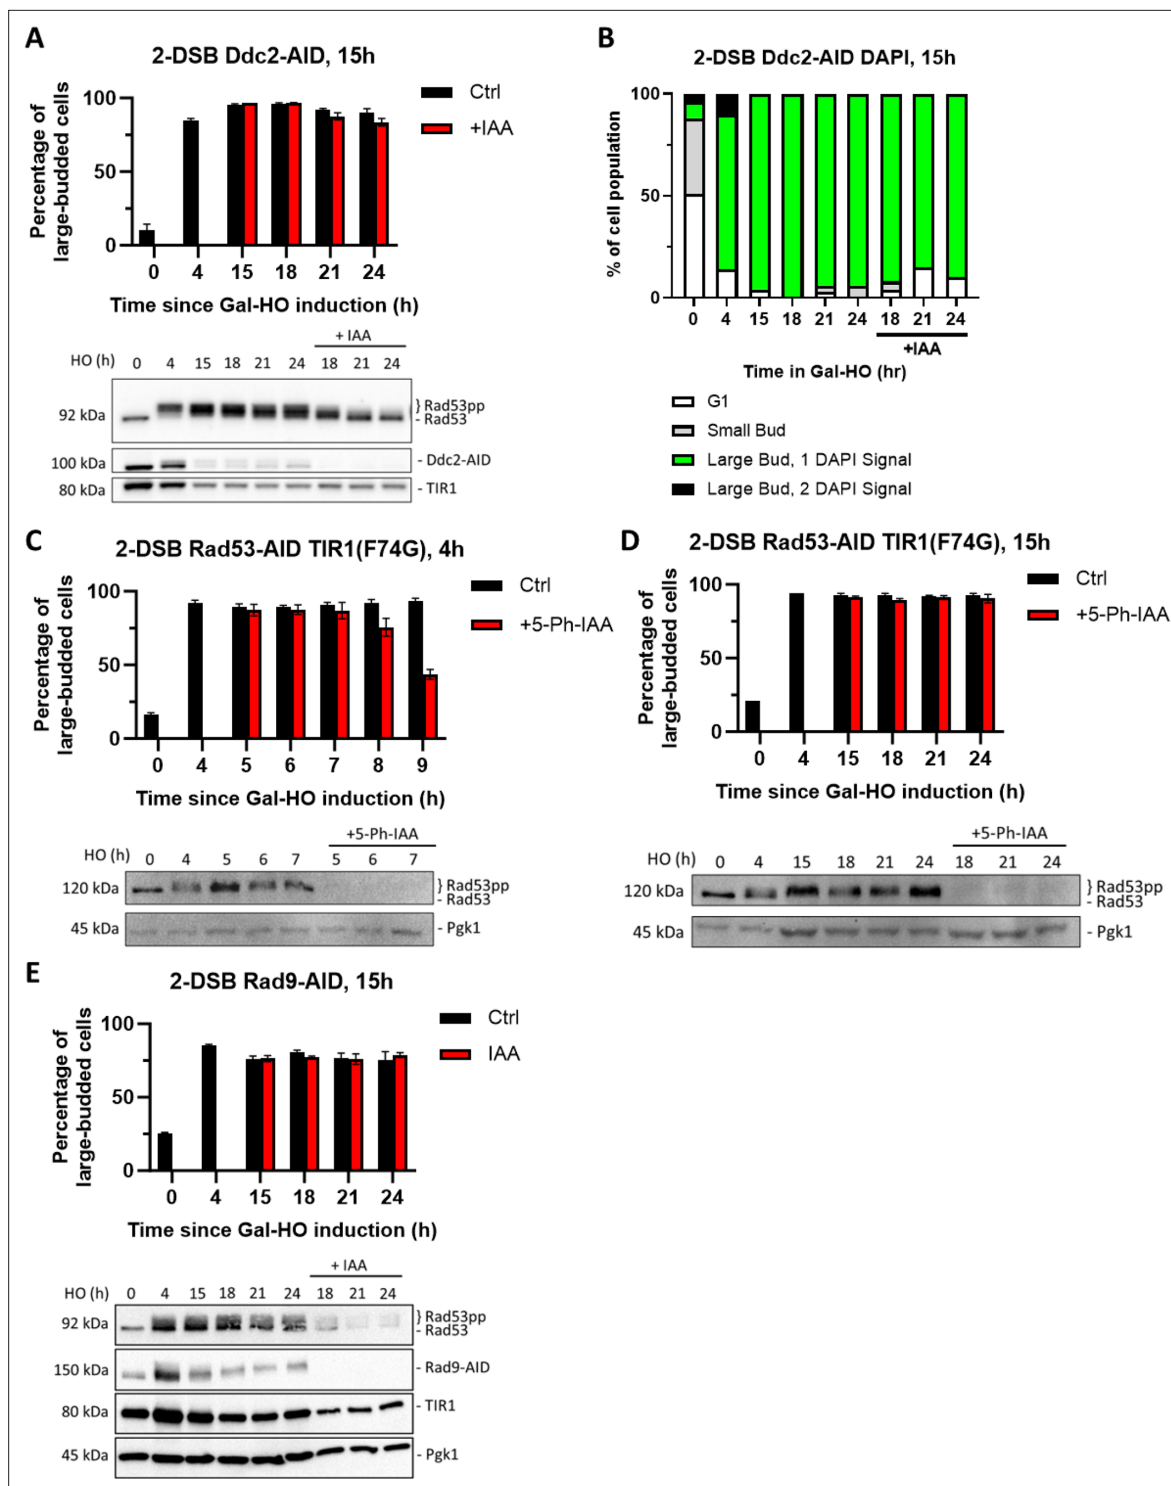 A
2-DSB Ddc2-AID, 15h
Percentage of
large-budded cells
100
50
0
Ctrl
+IAA
0 4 15 18 21 24
Time since Gal-HO induction (h)
+ IAA
HO (h) 0 4 15 18 21 24 18 21 24
92 kDa
} Rad53pp
- Rad53
100 kDa
- Ddc2-AID
80 kDa
- TIR1
B
2-DSB Ddc2-AID DAPI, 15h
% of cell population
100
50
0
0 4 15 18 21 24 18 21 24
+IAA
Time in Gal-HO (hr)
G1
Small Bud
Large Bud, 1 DAPI Signal
Large Bud, 2 DAPI Signal
C
2-DSB Rad53-AID TIR1(F74G), 4h
Percentage of
large-budded cells
100
50
0
Ctrl
+5-Ph-IAA
0 4 5 6 7 8 9
Time since Gal-HO induction (h)
+5-Ph-IAA
HO (h) 0 4 5 6 7 5 6 7
120 kDa
} Rad53pp
- Rad53
45 kDa
- Pgk1
D
2-DSB Rad53-AID TIR1(F74G), 15h
Percentage of
large-budded cells
100
50
0
Ctrl
+5-Ph-IAA
0 4 15 18 21 24
Time since Gal-HO induction (h)
+5-Ph-IAA
HO (h) 0 4 15 18 21 24 18 21 24
120 kDa
} Rad53pp
- Rad53
45 kDa
- Pgk1
E
2-DSB Rad9-AID, 15h
Percentage of
large-budded cells
100
50
0
Ctrl
IAA
0 4 15 18 21 24
Time since Gal-HO induction (h)
+ IAA
HO (h) 0 4 15 18 21 24 18 21 24
92 kDa
} Rad53pp
- Rad53
150 kDa
- Rad9-AID
80 kDa
- TIR1
45 kDa
- Pgk1